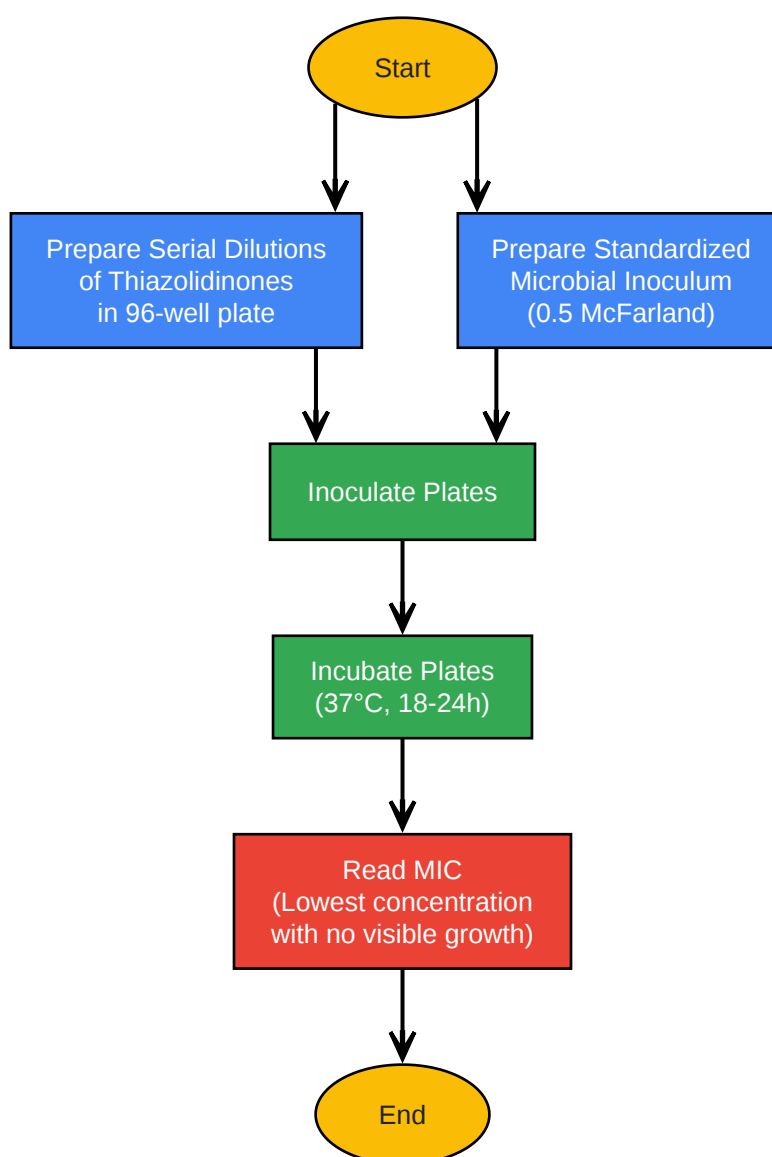 Start
Prepare Serial Dilutions
of Thiazolidinones
in 96-well plate
Prepare Standardized
Microbial Inoculum
(0.5 McFarland)
Inoculate Plates
Incubate Plates
(37°C, 18-24h)
Read MIC
(Lowest concentration
with no visible growth)
End